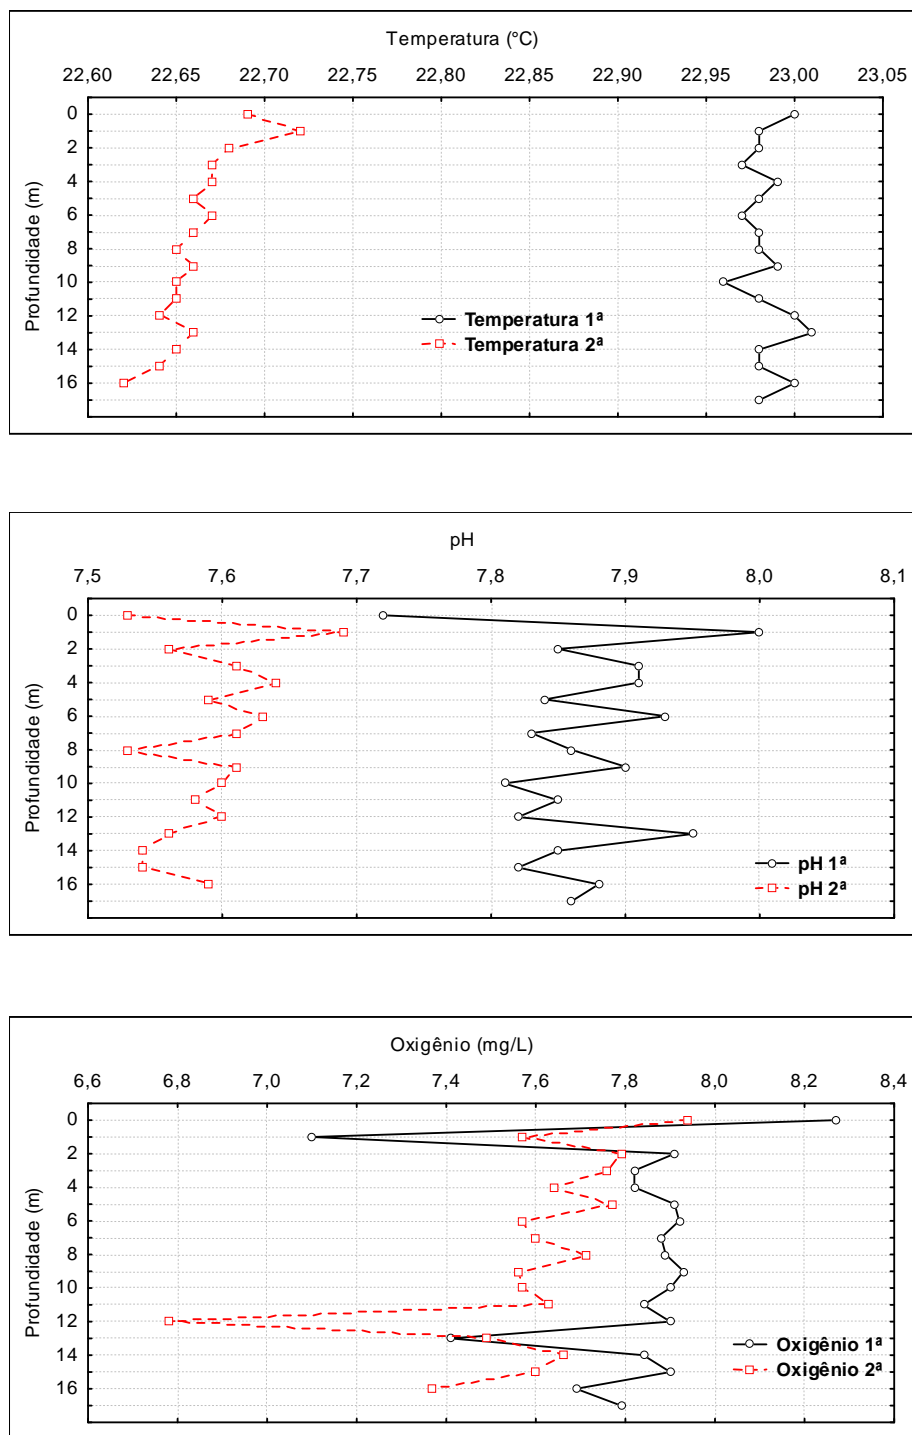 Temperatura (°C)
22,60 22,65 22,70 22,75 22,80 22,85 22,90 22,95 23,00 23,05
0
2
4
6
8
10
12
14
16
Profundidade (m)
Temperatura 1ª
Temperatura 2ª
pH
7,5 7,6 7,7 7,8 7,9 8,0 8,1
0
2
4
6
8
10
12
14
16
Profundidade (m)
pH 1ª
pH 2ª
Oxigênio (mg/L)
6,6 6,8 7,0 7,2 7,4 7,6 7,8 8,0 8,2 8,4
0
2
4
6
8
10
12
14
16
Profundidade (m)
Oxigênio 1ª
Oxigênio 2ª